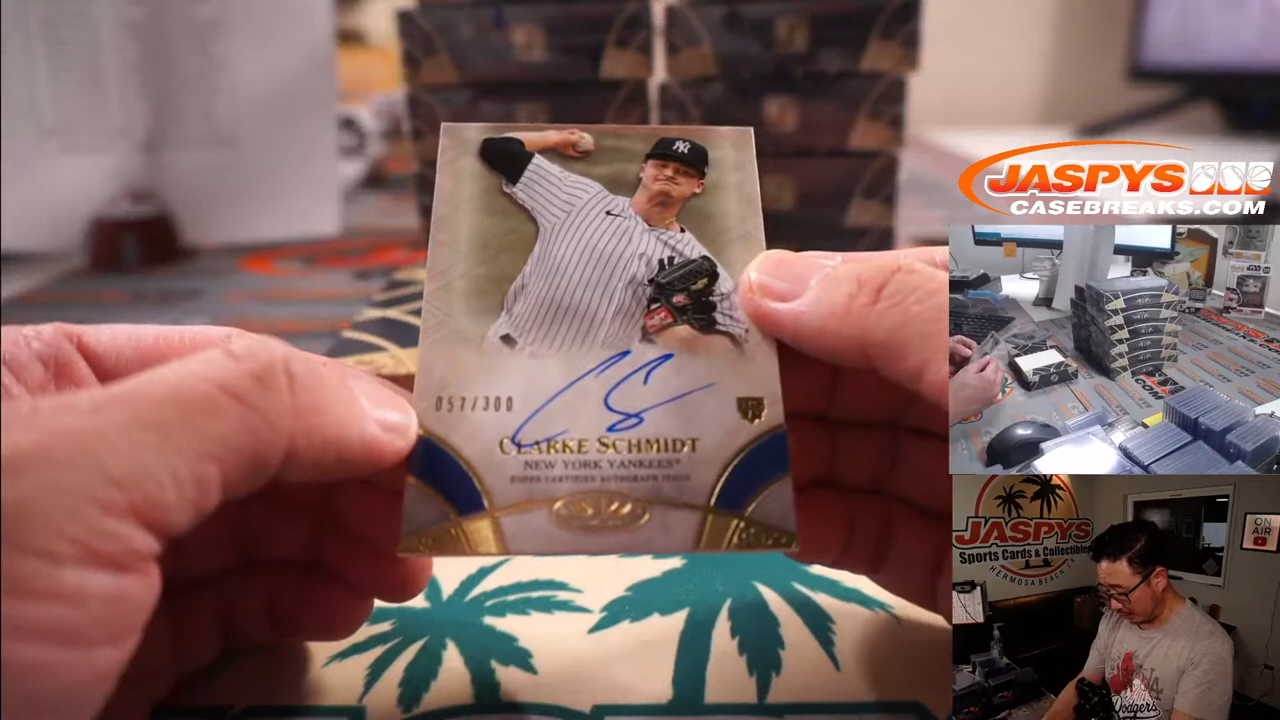 057/300
CLARKE SCHMIDT
NEW YORK YANKEES
TOPPS CERTIFIED AUTOGRAPH ISSUE
JASPYS
CASEBREAKS.COM
JASPYS
Sports Cards & Collectibles
HERMOSA BEACH, CA
ON
AIR
Dodgers